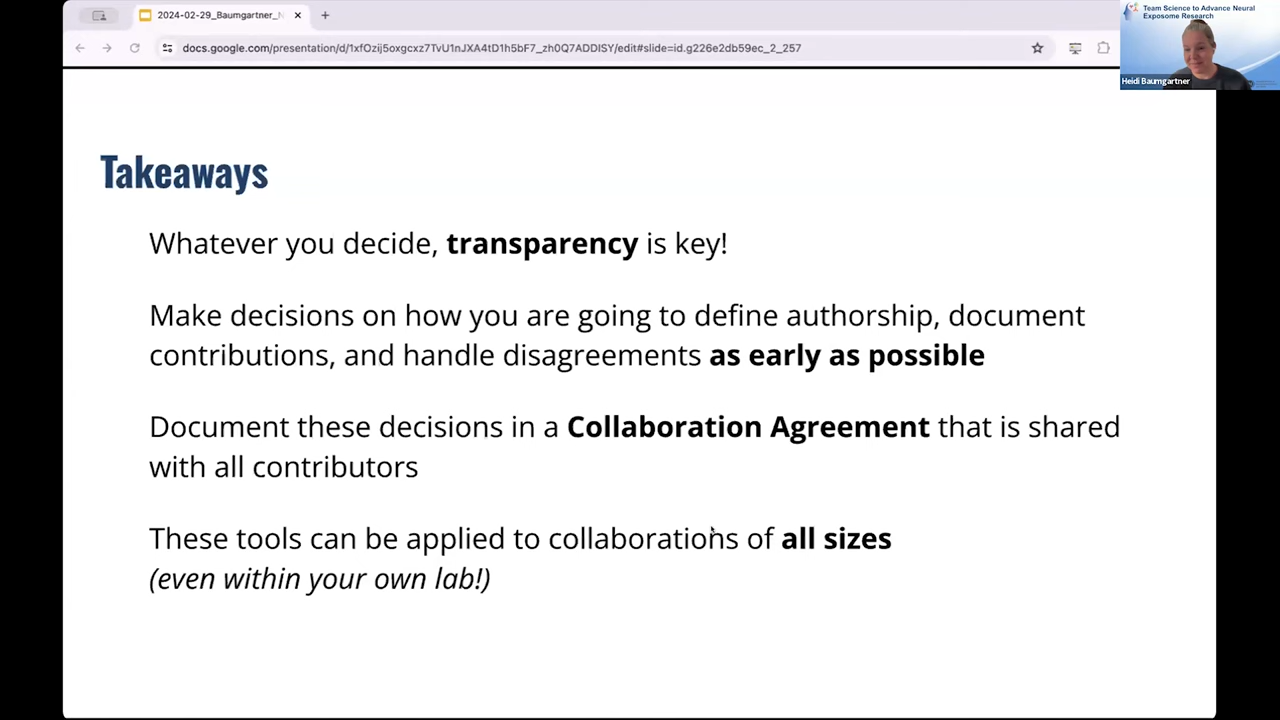 2024-02-29_Baumgartner_N
docs.google.com/presentation/d/1xfOzij5oxgcxz7TvU1nJXA4tD1h5bF7_zh0Q7ADDISY/edit#slide=id.g226e2db59ec_2_257
Team Science to Advance Neural
Exposome Research
Heidi Baumgartner
Takeaways
Whatever you decide, transparency is key!
Make decisions on how you are going to define authorship, document
contributions, and handle disagreements as early as possible
Document these decisions in a Collaboration Agreement that is shared
with all contributors
These tools can be applied to collaborations of all sizes
(even within your own lab!)